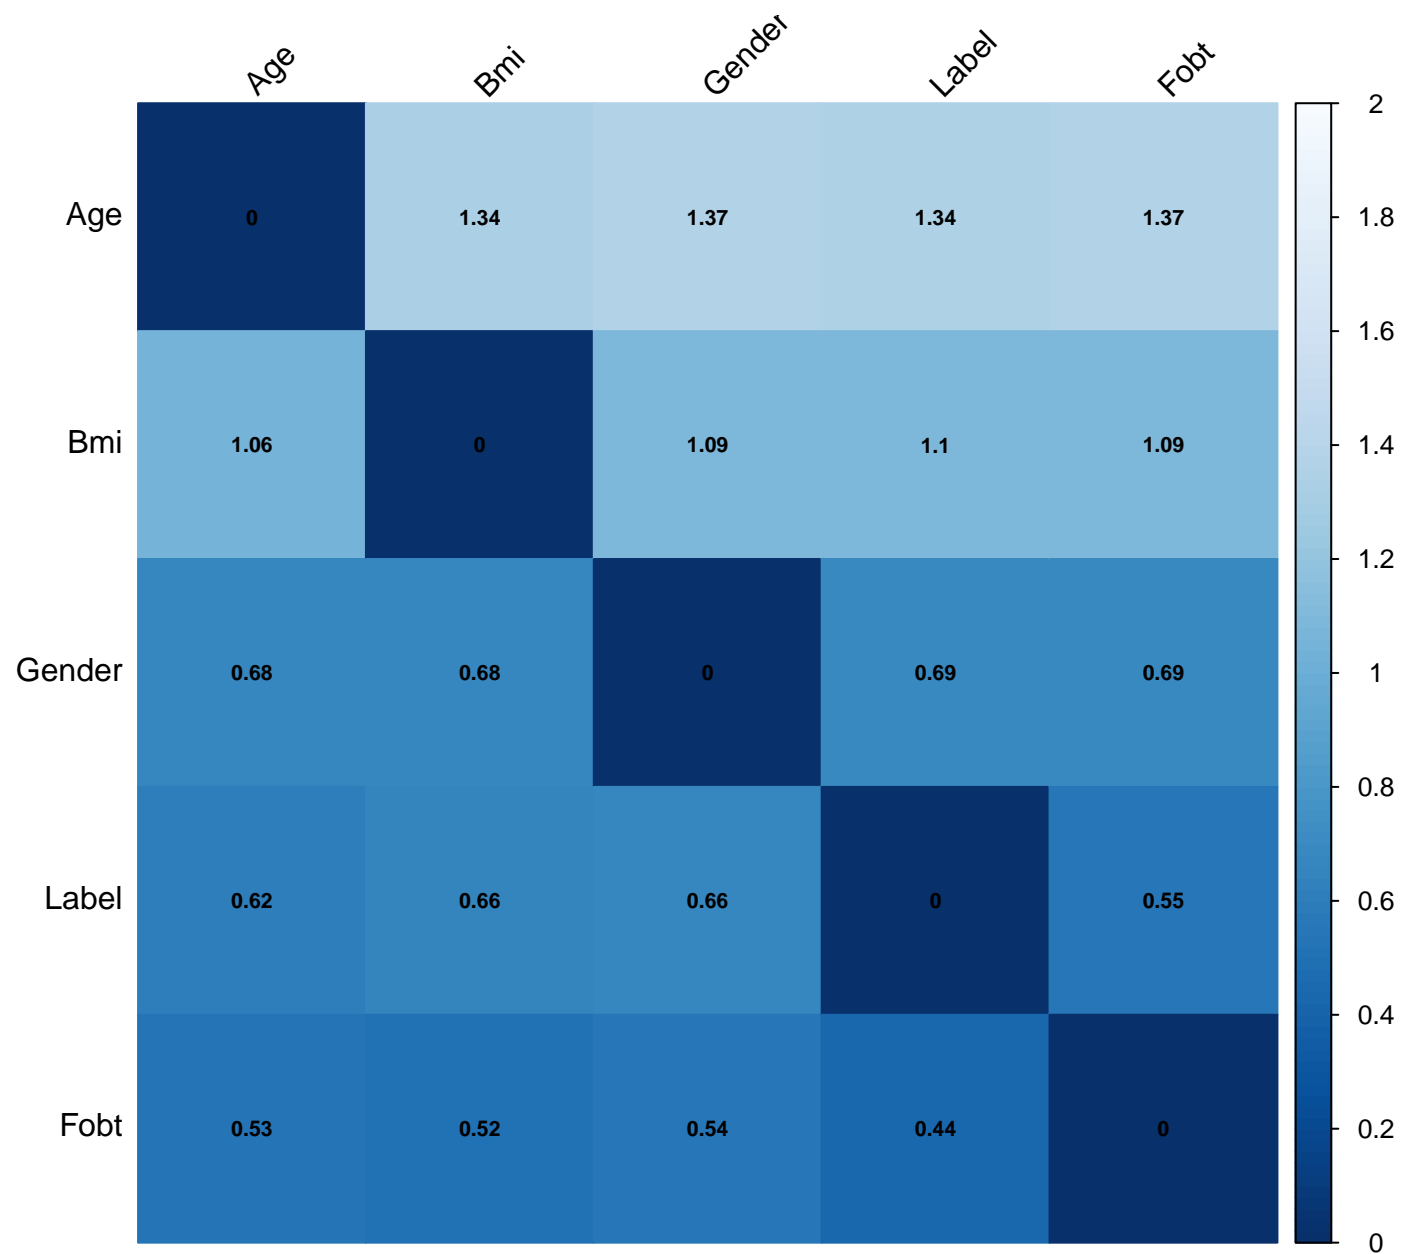 Age Bmi Gender Label Fobt
Age 0 1.34 1.37 1.34 1.37
Bmi 1.06 0 1.09 1.1 1.09
Gender 0.68 0.68 0 0.69 0.69
Label 0.62 0.66 0.66 0 0.55
Fobt 0.53 0.52 0.54 0.44 0
2
1.8
1.6
1.4
1.2
1
0.8
0.6
0.4
0.2
0